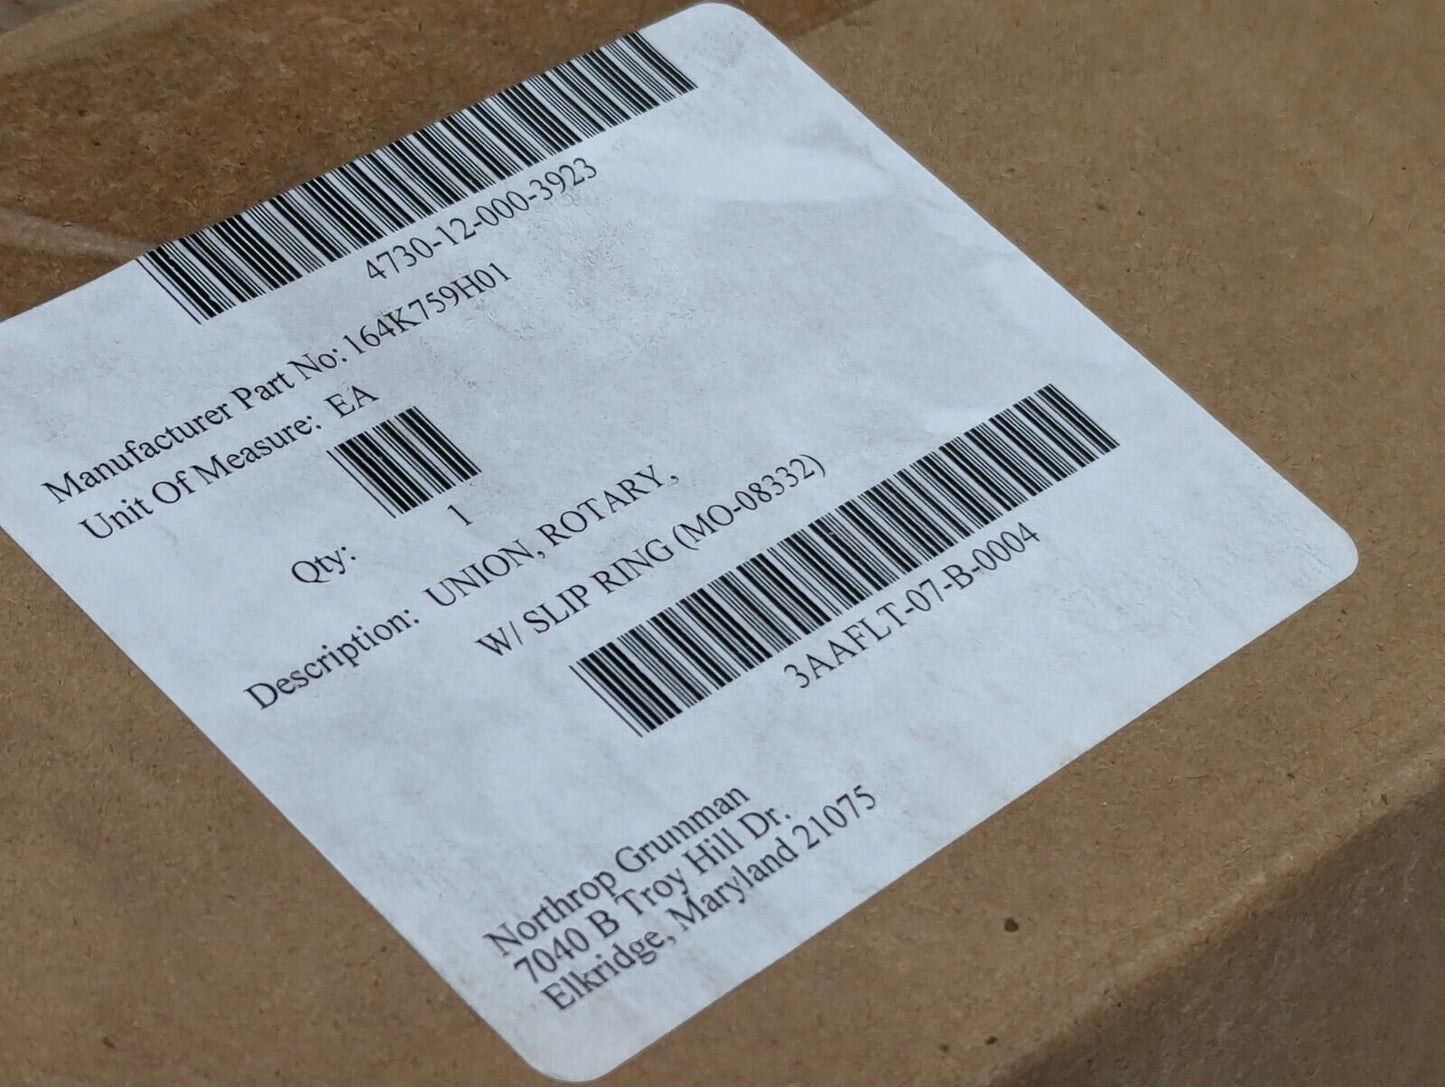 4730-12-000-3923
Manufacturer Part No: 164K759H01
Unit Of Measure: EA
Qty: 1
Description: UNION, ROTARY,
W/ SLIP RING (MO-08332)
3AAFLT-07-B-0004
Northrop Grunman
7040 B Troy Hill Dr.
Elkridge, Maryland 21075